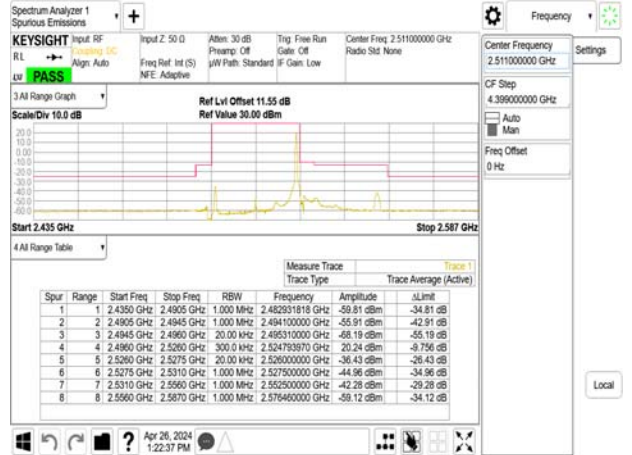 Spectrum Analyzer 1
Spurious Emissions
Frequency
KEYSIGHT Input: RF Input Z: 50 Ω Atten: 30 dB Trig: Free Run Center Freq: 2.511000000 GHz
RL Coupling: DC Preamp: Off Gate: Off Radio Std: None
Align: Auto Freq Ref: Int (S) µW Path: Standard IF Gain: Low
PASS NFE: Adaptive
Center Frequency
2.511000000 GHz
Settings
CF Step
4.399000000 GHz
Auto
Man
Freq Offset
0 Hz
3 All Range Graph
Ref Lvl Offset 11.55 dB
Scale/Div 10.0 dB Ref Value 30.00 dBm
20.0
10.0
0.00
-10.0
-20.0
-30.0
-40.0
-50.0
-60.0
Start 2.435 GHz Stop 2.587 GHz
4 All Range Table
Measure Trace Trace 1
Trace Type Trace Average (Active)
Spur Range Start Freq Stop Freq RBW Frequency Amplitude ΔLimit
1 1 2.4350 GHz 2.4905 GHz 1.000 MHz 2.482931818 GHz -59.81 dBm -34.81 dB
2 2 2.4905 GHz 2.4945 GHz 1.000 MHz 2.494100000 GHz -55.91 dBm -42.91 dB
3 3 2.4945 GHz 2.4960 GHz 20.00 kHz 2.495310000 GHz -68.19 dBm -55.19 dB
4 4 2.4960 GHz 2.5260 GHz 300.0 kHz 2.524793970 GHz 20.24 dBm -9.756 dB
5 5 2.5260 GHz 2.5275 GHz 20.00 kHz 2.526000000 GHz -36.43 dBm -26.43 dB
6 6 2.5275 GHz 2.5310 GHz 1.000 MHz 2.527500000 GHz -44.96 dBm -34.96 dB
7 7 2.5310 GHz 2.5560 GHz 1.000 MHz 2.552500000 GHz -42.28 dBm -29.28 dB
8 8 2.5560 GHz 2.5870 GHz 1.000 MHz 2.576460000 GHz -59.12 dBm -34.12 dB
Local
?
Apr 26, 2024
1:22:37 PM